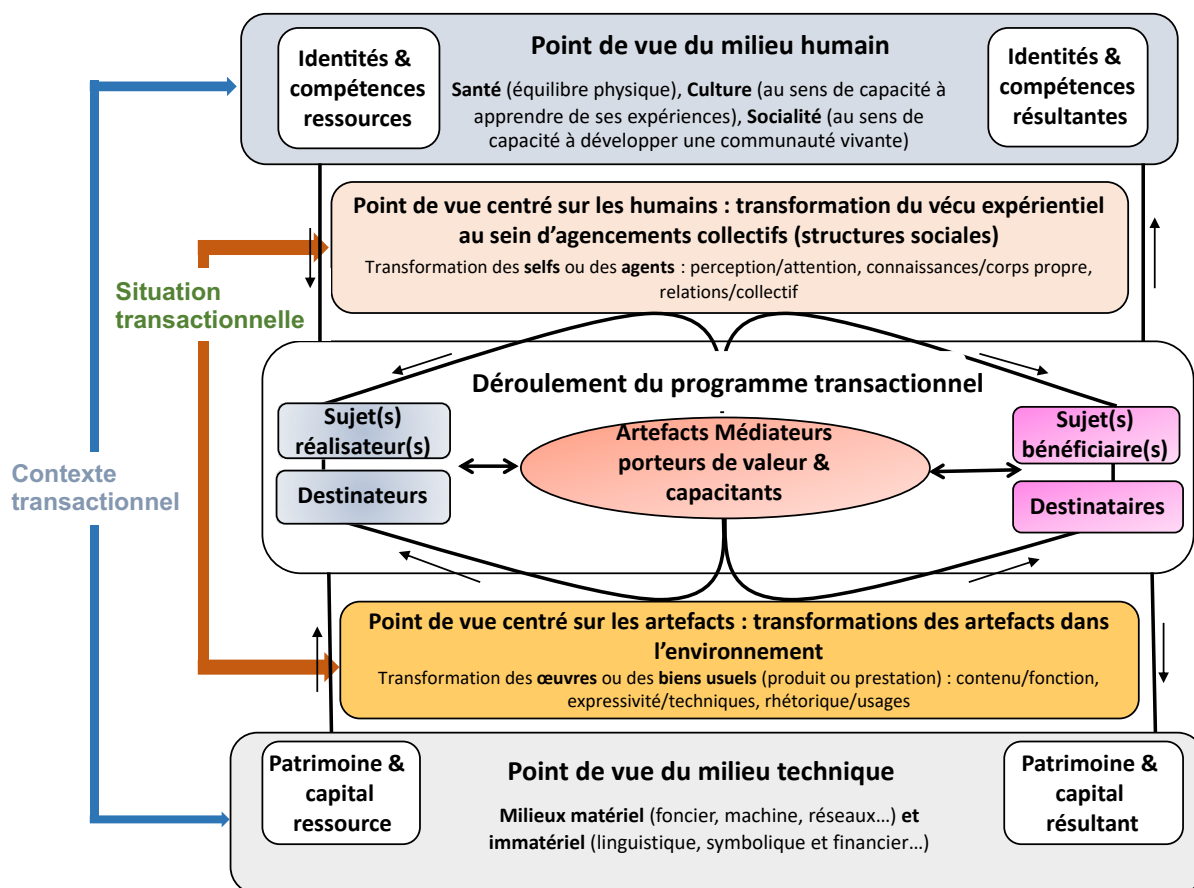 Point de vue du milieu humain
Identités &
compétences
ressources
Santé (équilibre physique), Culture (au sens de capacité à
apprendre de ses expériences), Socialité (au sens de
capacité à développer une communauté vivante)
Identités &
compétences
résultantes
Point de vue centré sur les humains : transformation du vécu expérientiel
au sein d’agencements collectifs (structures sociales)
Transformation des selfs ou des agents : perception/attention, connaissances/corps propre,
relations/collectif
Situation
transactionnelle
Contexte
transactionnel
Déroulement du programme transactionnel
Sujet(s)
réalisateur(s)
Destinateurs
Artefacts Médiateurs
porteurs de valeur &
capacitants
Sujet(s)
bénéficiaire(s)
Destinataires
Point de vue centré sur les artefacts : transformations des artefacts dans
l’environnement
Transformation des œuvres ou des biens usuels (produit ou prestation) : contenu/fonction,
expressivité/techniques, rhétorique/usages
Patrimoine &
capital
ressource
Point de vue du milieu technique
Milieux matériel (foncier, machine, réseaux…) et
immatériel (linguistique, symbolique et financier…)
Patrimoine &
capital
résultant